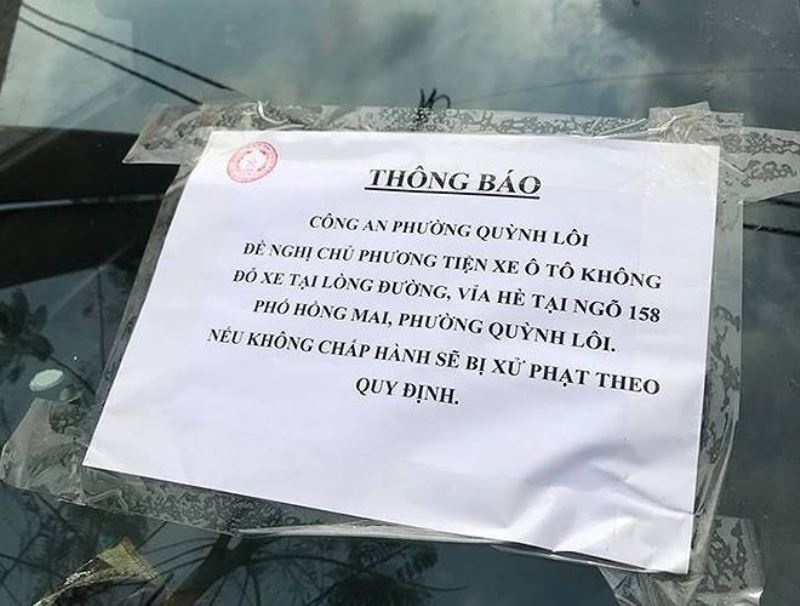 THÔNG BÁO
CÔNG AN PHƯỜNG QUỲNH LÔI
ĐỀ NGHỊ CHỦ PHƯƠNG TIỆN XE Ô TÔ KHÔNG
ĐỖ XE TẠI LÒNG ĐƯỜNG, VỈA HÈ TẠI NGÕ 158
PHỐ HỒNG MAI, PHƯỜNG QUỲNH LÔI.
NẾU KHÔNG CHẤP HÀNH SẼ BỊ XỬ PHẠT THEO
QUY ĐỊNH.